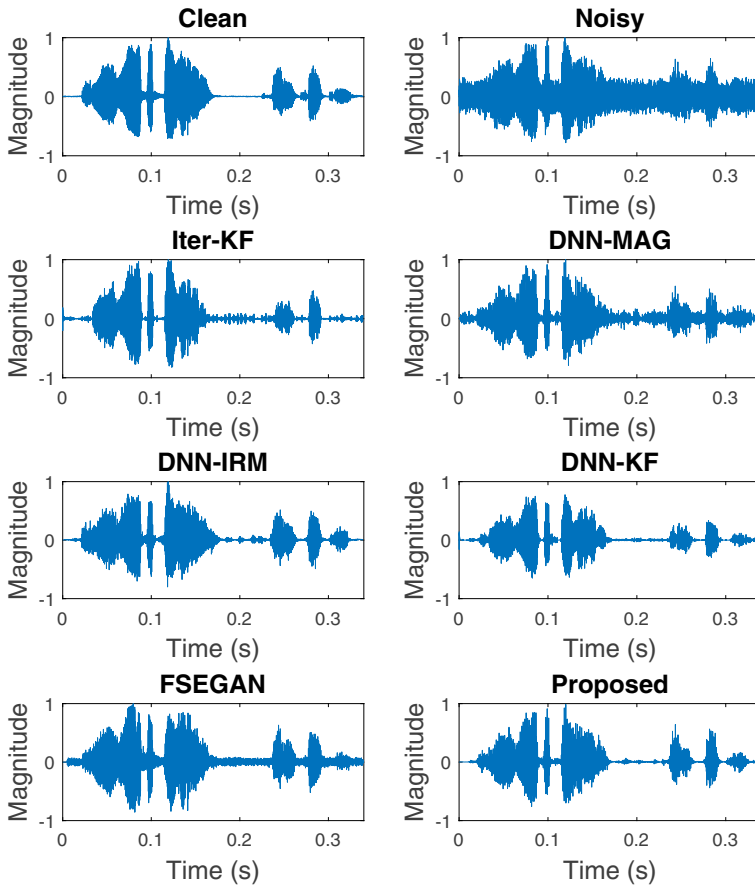 Clean
Magnitude
1
0
-1
0
0.1
0.2
0.3
Time (s)
Noisy
Magnitude
1
0
-1
0
0.1
0.2
0.3
Time (s)
Iter-KF
Magnitude
1
0
-1
0
0.1
0.2
0.3
Time (s)
DNN-MAG
Magnitude
1
0
-1
0
0.1
0.2
0.3
Time (s)
DNN-IRM
Magnitude
1
0
-1
0
0.1
0.2
0.3
Time (s)
DNN-KF
Magnitude
1
0
-1
0
0.1
0.2
0.3
Time (s)
FSEGAN
Magnitude
1
0
-1
0
0.1
0.2
0.3
Time (s)
Proposed
Magnitude
1
0
-1
0
0.1
0.2
0.3
Time (s)